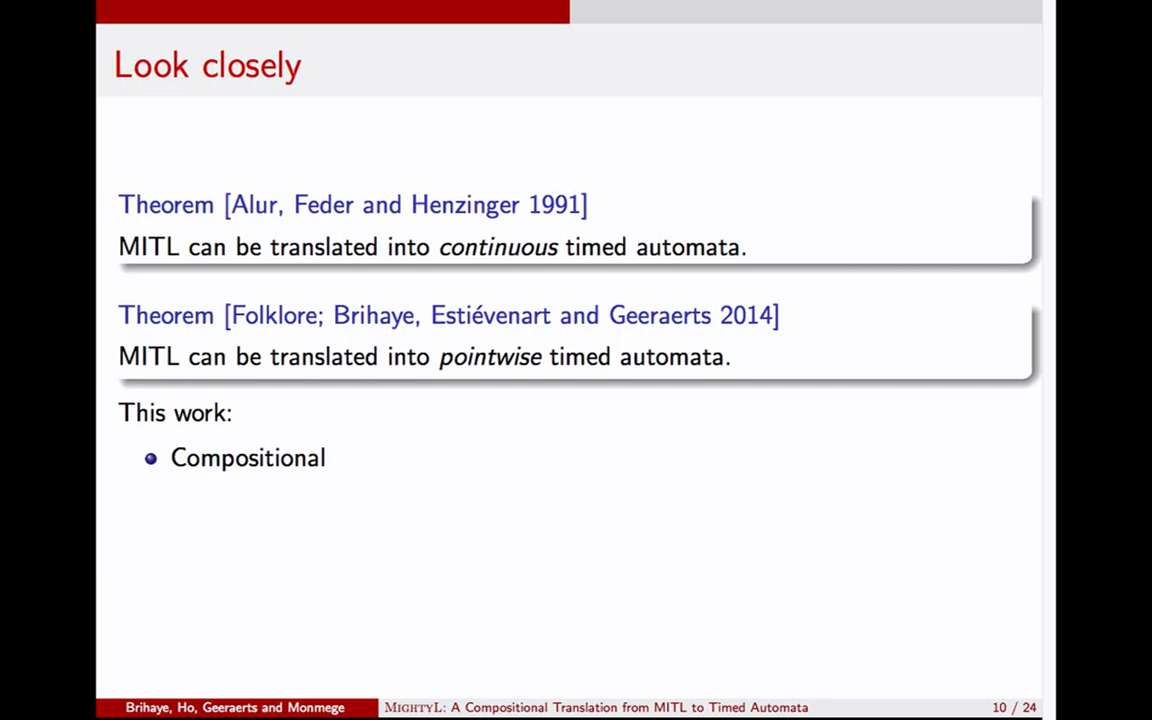 Look closely
Theorem [Alur, Feder and Henzinger 1991]
MITL can be translated into continuous timed automata.
Theorem [Folklore; Brihaye, Estiévenart and Geeraerts 2014]
MITL can be translated into pointwise timed automata.
This work:
Compositional
Brihaye, Ho, Geeraerts and Monmege
MIGHTYL: A Compositional Translation from MITL to Timed Automata
10 / 24